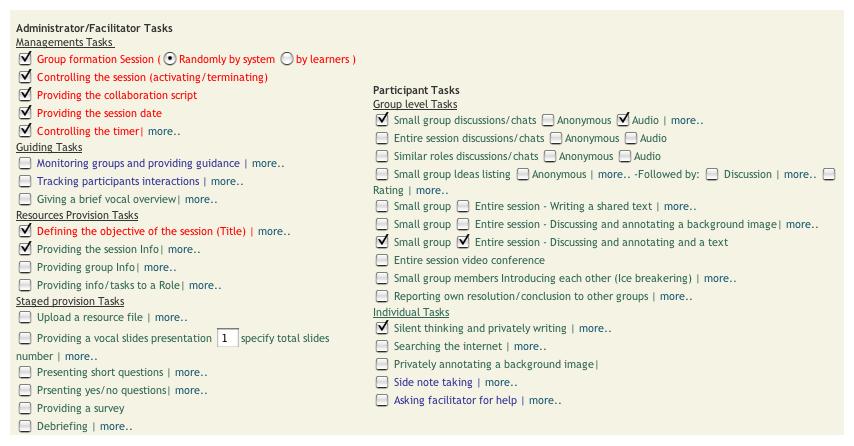 Administrator/Facilitator Tasks
Managements Tasks
Group formation Session ( Randomly by system by learners )
Controlling the session (activating/terminating)
Providing the collaboration script
Providing the session date
Controlling the timer| more..
Guiding Tasks
Monitoring groups and providing guidance | more..
Tracking participants interactions | more..
Giving a brief vocal overview| more..
Resources Provision Tasks
Defining the objective of the session (Title) | more..
Providing the session Info| more..
Providing group Info| more..
Providing info/tasks to a Role| more..
Staged provision Tasks
Upload a resource file | more..
Providing a vocal slides presentation 1 specify total slides
number | more..
Presenting short questions | more..
Prsenting yes/no questions| more..
Providing a survey
Debriefing | more..
Participant Tasks
Group level Tasks
Small group discussions/chats Anonymous Audio | more..
Entire session discussions/chats Anonymous Audio
Similar roles discussions/chats Anonymous Audio
Small group Ideas listing Anonymous | more.. -Followed by: Discussion | more..
Rating | more..
Small group Entire session - Writing a shared text | more..
Small group Entire session - Discussing and annotating a background image| more..
Small group Entire session - Discussing and annotating and a text
Entire session video conference
Small group members Introducing each other (Ice breakering) | more..
Reporting own resolution/conclusion to other groups | more..
Individual Tasks
Silent thinking and privately writing | more..
Searching the internet | more..
Privately annotating a background image|
Side note taking | more..
Asking facilitator for help | more..